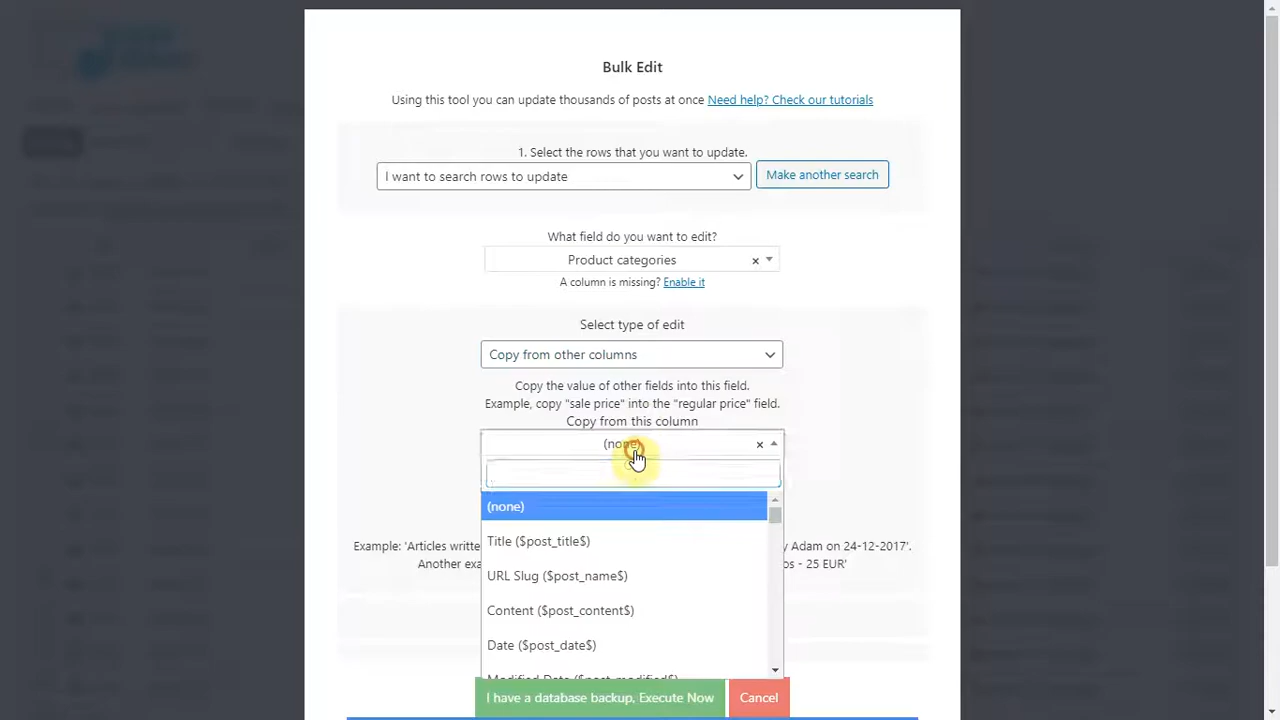 Bulk Edit
Using this tool you can update thousands of posts at once Need help? Check our tutorials
1. Select the rows that you want to update.
I want to search rows to update
Make another search
What field do you want to edit?
Product categories × 
A column is missing? Enable it
Select type of edit
Copy from other columns
Copy the value of other fields into this field.
Example, copy "sale price" into the "regular price" field.
Copy from this column
(none) ×
(none)
Title ($post_title$)
URL Slug ($post_name$)
Example: 'Articles y Adam on 24-12-2017'.
Another os - 25 EUR'
Content ($post_content$)
Date ($post_date$)
Modified Date ($post_modified$)
I have a database backup, Execute Now
Cancel